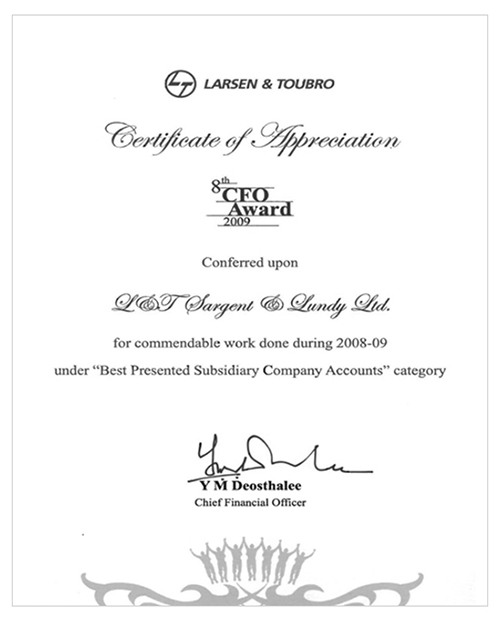 LT LARSEN & TOUBRO
Certificate of Appreciation
8th
CFO
Award
2009
Conferred upon
L&T Sargent & Lundy Ltd.
for commendable work done during 2008-09
under “Best Presented Subsidiary Company Accounts” category
Y M Deosthalee
Chief Financial Officer